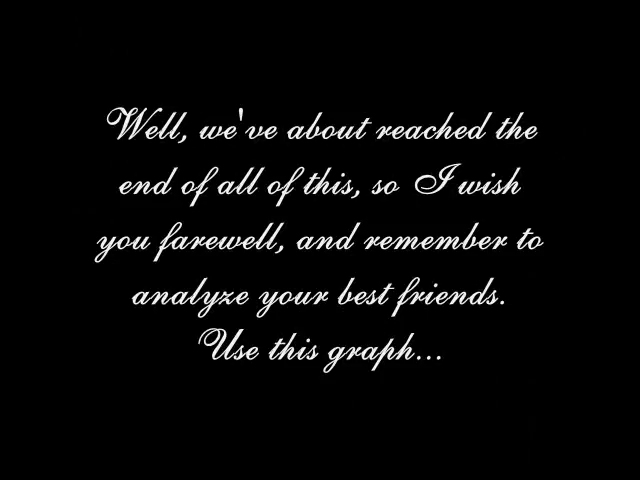 Well, we've about reached the
end of all of this, so I wish
you farewell, and remember to
analyze your best friends.
Use this graph...